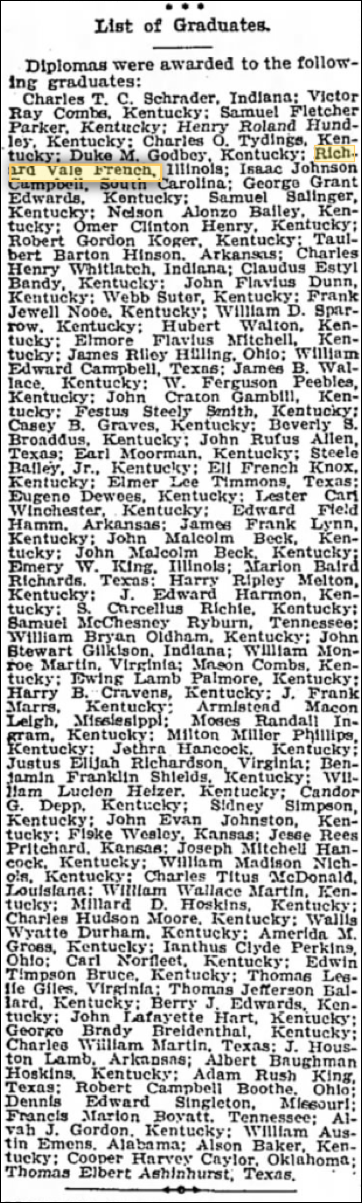 List of Graduates.
Diplomas were awarded to the follow-
ing graduates:
Charles T. C. Schrader, Indiana; Victor
Ray Combs, Kentucky; Samuel Fletcher
Parker, Kentucky; Henry Roland Hund-
ley, Kentucky; Charles O. Tydings, Ken-
tucky; Duke M. Godbey, Kentucky; Rich-
ard Vale French, Illinois; Isaac Johnson
Campbell, South Carolina; George Grant
Edwards, Kentucky; Samuel Salinger,
Kentucky; Nelson Alonzo Bailey, Ken-
tucky; Omer Clinton Henry, Kentucky;
Robert Gordon Koger, Kentucky; Taul-
bert Barton Hinson, Arkansas; Charles
Henry Whitlatch, Indiana; Claudus Estyl
Bandy, Kentucky; John Flavius Dunn,
Kentucky; Webb Suter, Kentucky; Frank
Jewell Nooe, Kentucky; William D. Spar-
row, Kentucky; Hubert Walton, Ken-
tucky; Elmore Flavius Mitchell, Ken-
tucky; James Riley Hilling, Ohio; William
Edward Campbell, Texas; James B. Wal-
lace, Kentucky; W. Ferguson Peebles,
Kentucky; John Craton Gambill, Ken-
tucky; Festus Steely Smith, Kentucky;
Casey B. Graves, Kentucky; Beverly S.
Broaddus, Kentucky; John Rufus Allen,
Texas; Earl Moorman, Kentucky; Steele
Bailey, Jr., Kentucky; Eli French Knox,
Kentucky; Elmer Lee Timmons, Texas;
Eugene Dewees, Kentucky; Lester Carl
Winchester, Kentucky; Edward Field
Hamm, Arkansas; James Frank Lynn,
Kentucky; John Malcolm Beck, Ken-
tucky; John Malcolm Beck, Kentucky;
Emery W. King, Illinois; Marion Baird
Richards, Texas; Harry Ripley Melton,
Kentucky; J. Edward Harmon, Ken-
tucky; S. Carcellus Richie, Kentucky;
Samuel McChesney Ryburn, Tennessee;
William Bryan Oldham, Kentucky; John
Stewart Gilkison, Indiana; William Mon-
roe Martin, Virginia; Mason Combs, Ken-
tucky; Ewing Lamb Palmore, Kentucky;
Harry B. Cravens, Kentucky; J. Frank
Marrs, Kentucky; Armistead Macon
Leigh, Mississippi; Moses Randall In-
gram, Kentucky; Milton Miller Phillips,
Kentucky; Jethra Hancock, Kentucky;
Justus Elijah Richardson, Virginia; Ben-
jamin Franklin Shields, Kentucky; Wil-
liam Lucien Heizer, Kentucky; Candor
G. Depp, Kentucky; Sidney Simpson,
Kentucky; John Evan Johnston, Ken-
tucky; Fiske Wesley, Kansas; Jesse Rees
Pritchard, Kansas; Joseph Mitchell Han-
cock, Kentucky; William Madison Nich-
ols, Kentucky; Charles Titus McDonald,
Louisiana; William Wallace Martin, Ken-
tucky; Millard D. Hoskins, Kentucky;
Charles Hudson Moore, Kentucky; Wallis
Wyatte Durham, Kentucky; Amerida M.
Gross, Kentucky; Ianthus Clyde Perkins,
Ohio; Carl Norfleet, Kentucky; Edwin
Timpson Bruce, Kentucky; Thomas Les-
lie Giles, Virginia; Thomas Jefferson Bal-
lard, Kentucky; Berry J. Edwards, Ken-
tucky; John Lafayette Hart, Kentucky;
George Brady Breidenthal, Kentucky;
Charles William Martin, Texas; J. Hous-
ton Lamb, Arkansas; Albert Baughman
Hoskins, Kentucky; Adam Rush King,
Texas; Robert Campbell Boothe, Ohio;
Dennis Edward Singleton, Missouri;
Francis Marion Boyatt, Tennessee; Al-
vah J. Gordon, Kentucky; William Aus-
tin Emens, Alabama; Alson Baker, Ken-
tucky; Cooper Harvey Caylor, Oklahoma;
Thomas Elbert Ashinhurst, Texas.